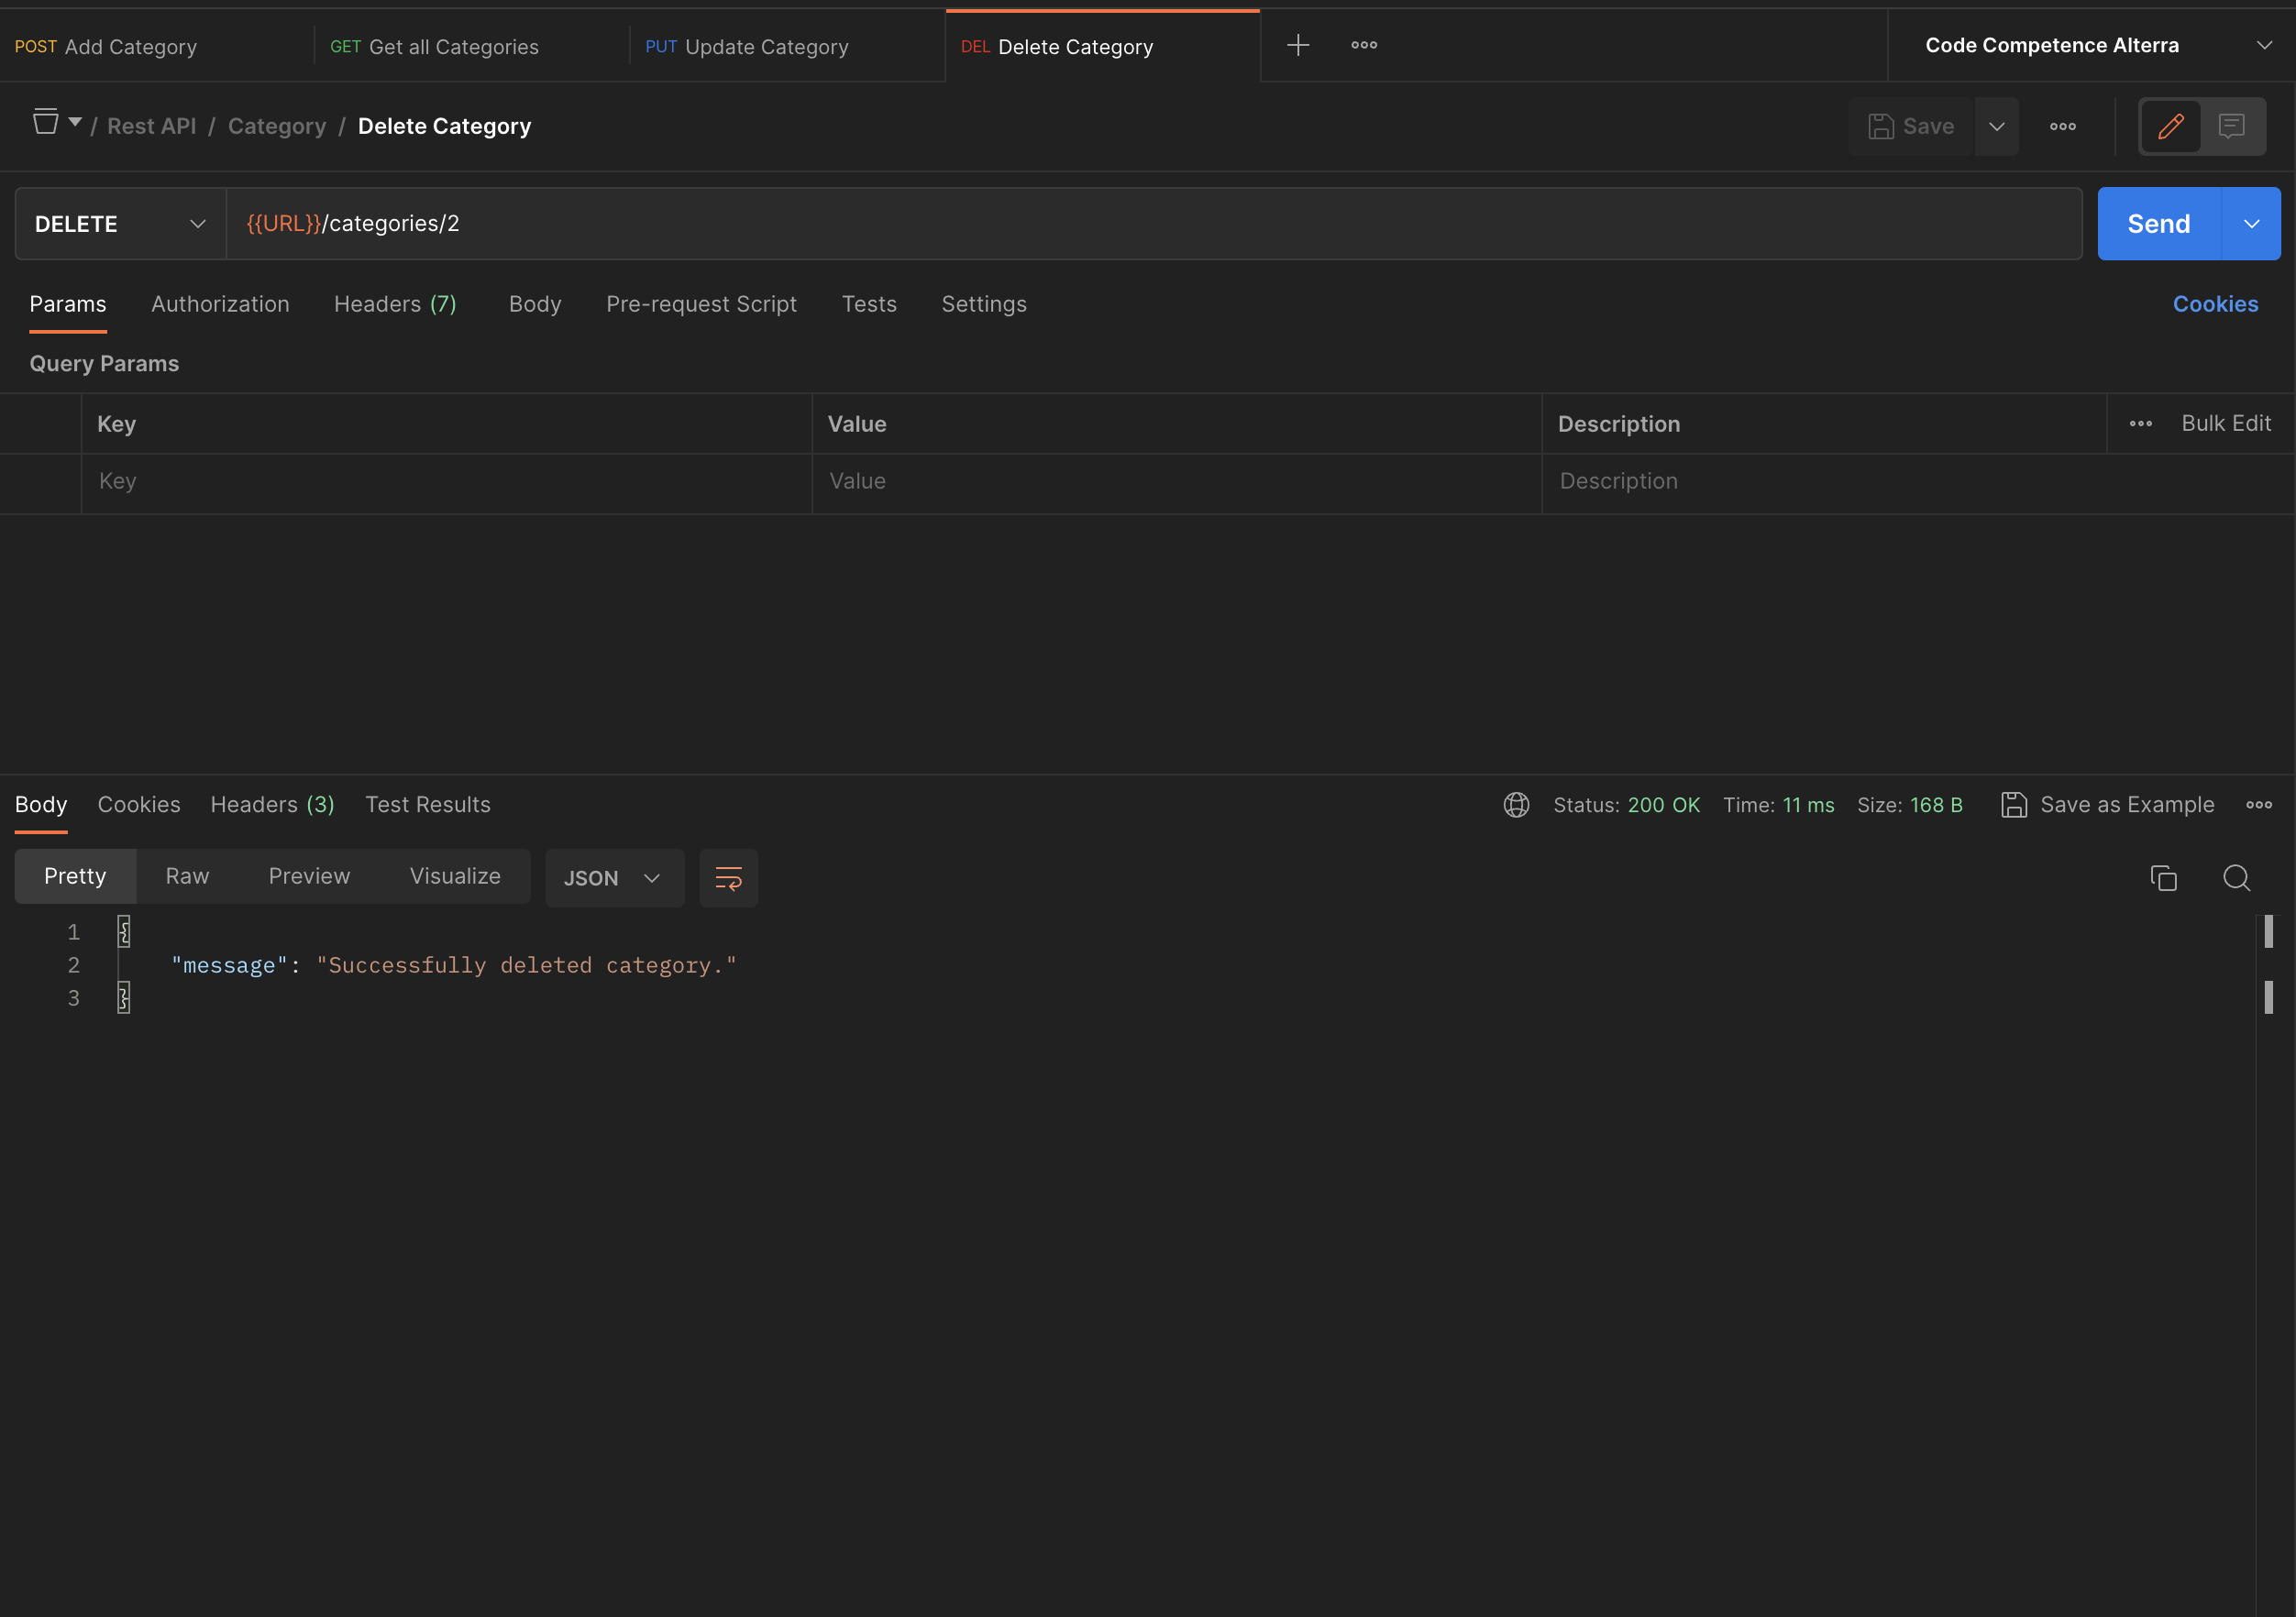 POST Add Category GET Get all Categories PUT Update Category DEL Delete Category Code Competence Alterra
/ Rest API / Category / Delete Category Save
DELETE {{URL}}/categories/2 Send
Params Authorization Headers (7) Body Pre-request Script Tests Settings Cookies
Query Params
Key Value Description Bulk Edit
Key Value Description
Body Cookies Headers (3) Test Results Status: 200 OK Time: 11 ms Size: 168 B Save as Example
Pretty Raw Preview Visualize JSON
1 {
2 "message": "Successfully deleted category."
3 }